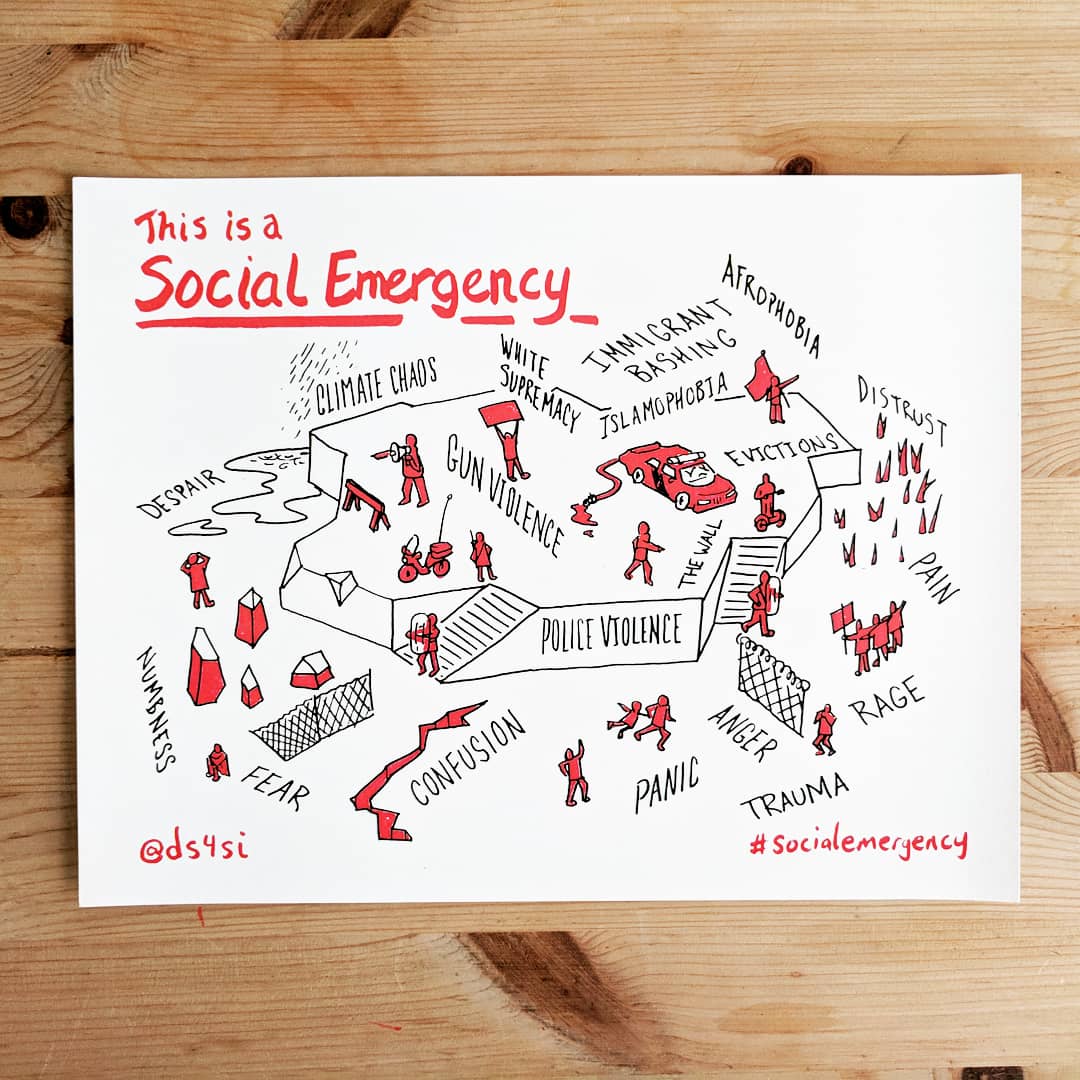 This is a
Social Emergency
AFROPHOBIA
IMMIGRANT
BASHING
WHITE
SUPREMACY
CLIMATE CHAOS
ISLAMOPHOBIA
DISTRUST
EVICTIONS
GUN VIOLENCE
DESPAIR
THE WALL
PAIN
POLICE VIOLENCE
NUMBNESS
RAGE
ANGER
CONFUSION
FEAR
PANIC
TRAUMA
@ds4si
#socialemergency